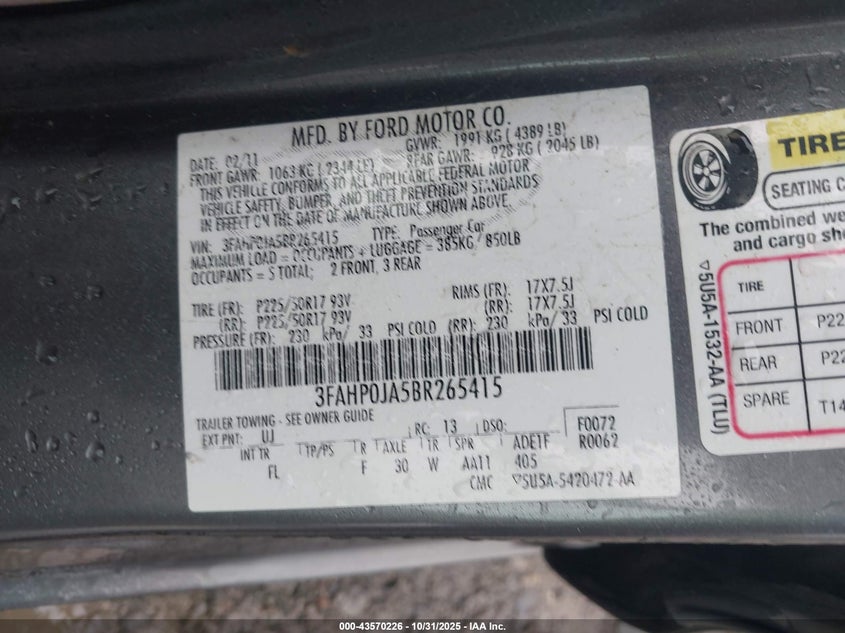 MFD. BY FORD MOTOR CO.
DATE: 02/11 GVWR: 1991 KG ( 4389 LB)
FRONT GAWR: 1063 KG ( 2344 LB) REAR GAWR: 928 KG ( 2045 LB)
THIS VEHICLE CONFORMS TO ALL APPLICABLE FEDERAL MOTOR
VEHICLE SAFETY, BUMPER, AND THEFT PREVENTION STANDARDS
IN EFFECT ON THE DATE OF MANUFACTURE SHOWN ABOVE.
VIN: 3FAHP0JA5BR265415 TYPE: Passenger Car
MAXIMUM LOAD = OCCUPANTS + LUGGAGE = 385KG/850LB
OCCUPANTS = 5 TOTAL; 2 FRONT, 3 REAR
TIRE (FR): P225/50R17 93V RIMS (FR): 17X7.5J
(RR): P225/50R17 93V (RR): 17X7.5J
PRESSURE (FR): 230 kPa/ 33 PSI COLD (RR): 230 kPa/ 33 PSI COLD
3FAHP0JA5BR265415
TRAILER TOWING - SEE OWNER GUIDE
EXT PNT: UJ RC: 13 DSO: F0072
R0062
INT TR TP/PS R AXLE TR SPR ADE1F
FL F 30 W AA11 405
CMC ▽5U5A-5420472-AA
TIRE
SEATING C
The combined we
and cargo sho
TIRE
FRONT P22
REAR P22
SPARE T14
▽5U5A-1532-AA (TLU)
000-43570226 - 10/31/2025 - IAA Inc.